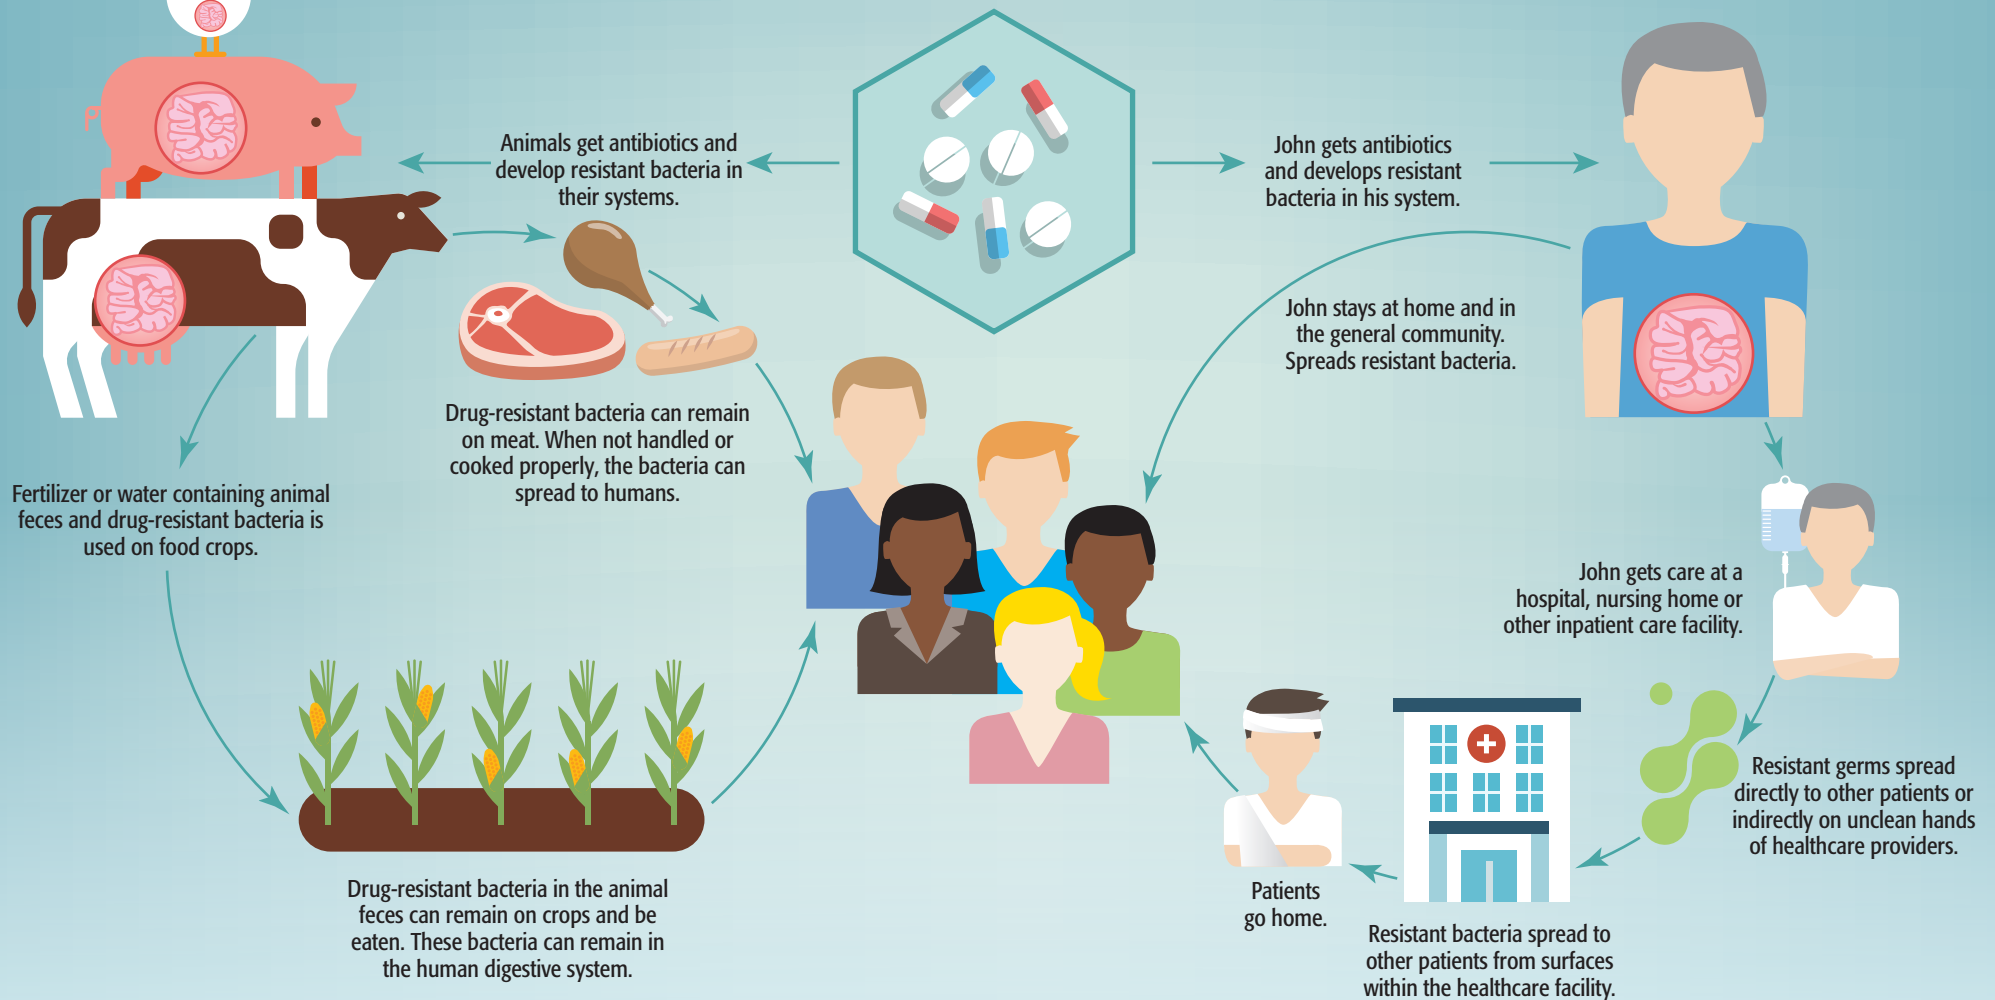 Animals get antibiotics and
develop resistant bacteria in
their systems.
John gets antibiotics
and develops resistant
bacteria in his system.
John stays at home and in
the general community.
Spreads resistant bacteria.
Drug-resistant bacteria can remain
on meat. When not handled or
cooked properly, the bacteria can
spread to humans.
Fertilizer or water containing animal
feces and drug-resistant bacteria is
used on food crops.
John gets care at a
hospital, nursing home or
other inpatient care facility.
Resistant germs spread
directly to other patients or
indirectly on unclean hands
of healthcare providers.
Drug-resistant bacteria in the animal
feces can remain on crops and be
eaten. These bacteria can remain in
the human digestive system.
Patients
go home.
Resistant bacteria spread to
other patients from surfaces
within the healthcare facility.